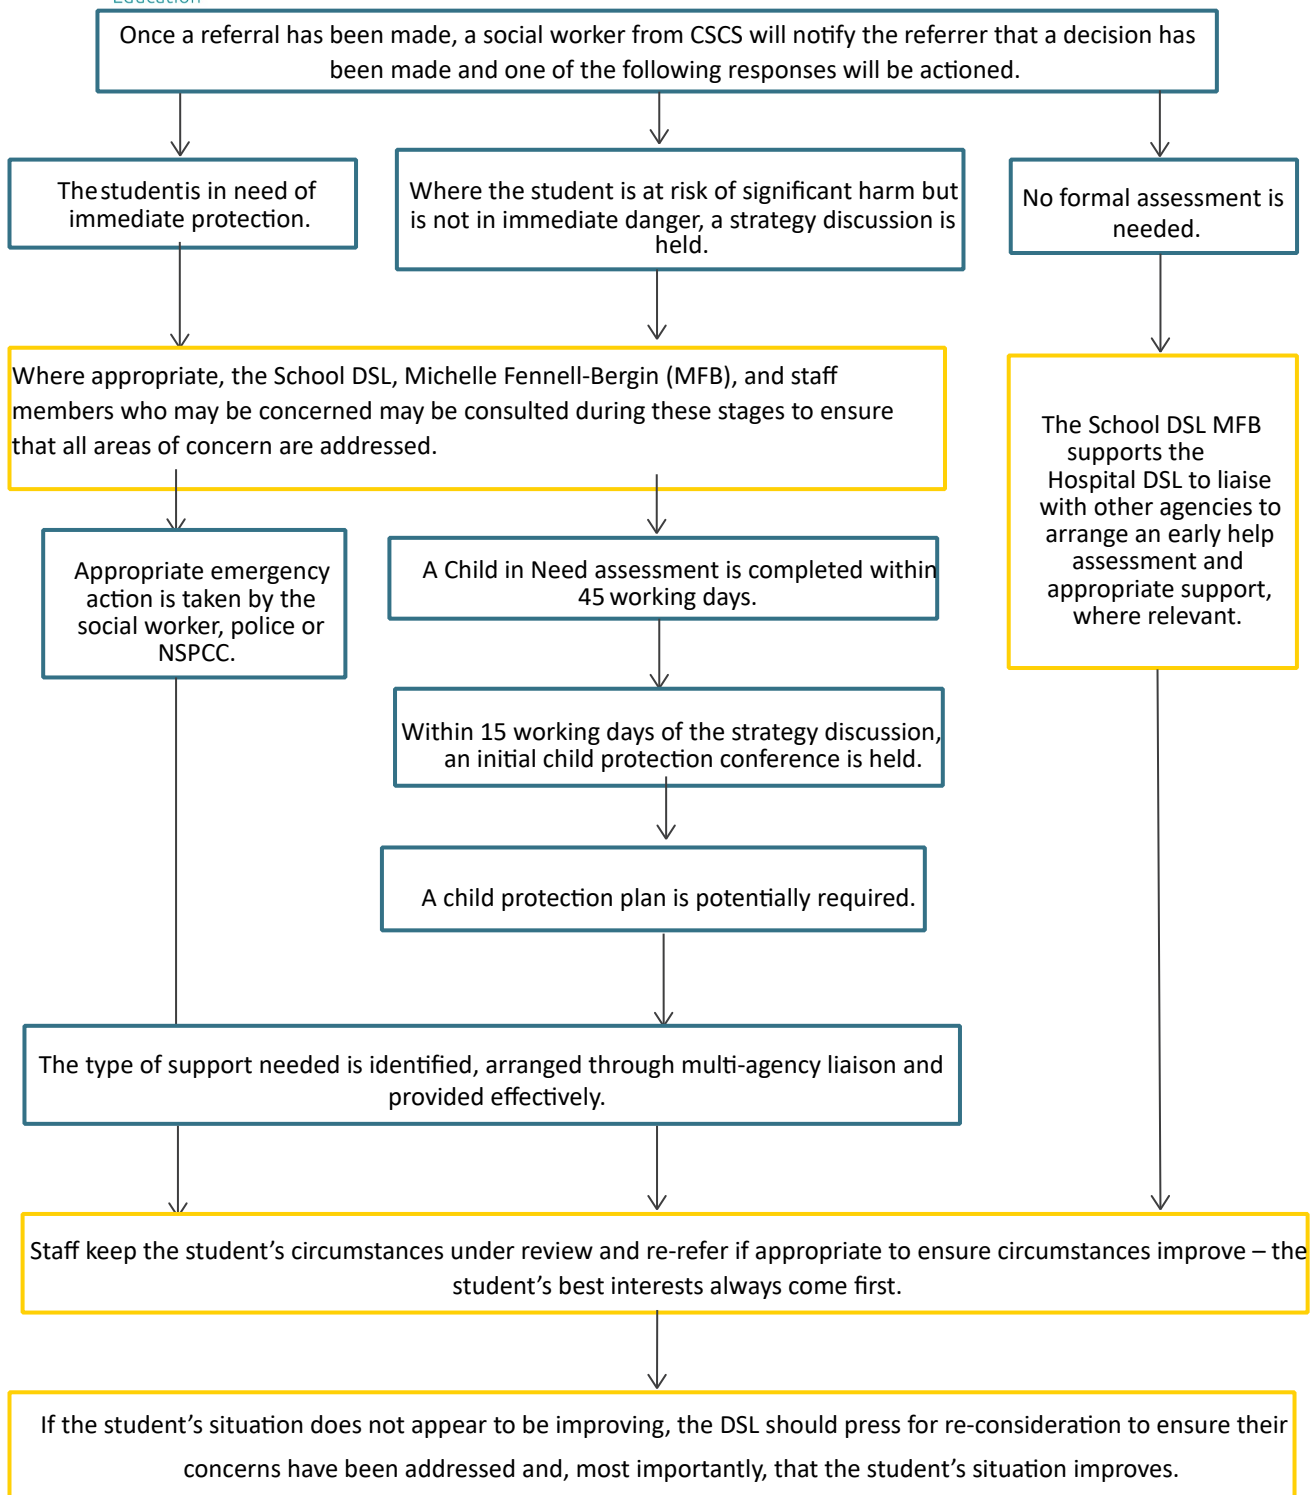 Education
Once a referral has been made, a social worker from CSCS will notify the referrer that a decision has
been made and one of the following responses will be actioned.
The studentis in need of
immediate protection.
Where the student is at risk of significant harm but
is not in immediate danger, a strategy discussion is
held.
No formal assessment is
needed.
Where appropriate, the School DSL, Michelle Fennell-Bergin (MFB), and staff
members who may be concerned may be consulted during these stages to ensure
that all areas of concern are addressed.
The School DSL MFB
supports the
Hospital DSL to liaise
with other agencies to
arrange an early help
assessment and
appropriate support,
where relevant.
Appropriate emergency
action is taken by the
social worker, police or
NSPCC.
A Child in Need assessment is completed within
45 working days.
Within 15 working days of the strategy discussion,
an initial child protection conference is held.
A child protection plan is potentially required.
The type of support needed is identified, arranged through multi-agency liaison and
provided effectively.
Staff keep the student’s circumstances under review and re-refer if appropriate to ensure circumstances improve – the
student’s best interests always come first.
If the student’s situation does not appear to be improving, the DSL should press for re-consideration to ensure their
concerns have been addressed and, most importantly, that the student’s situation improves.